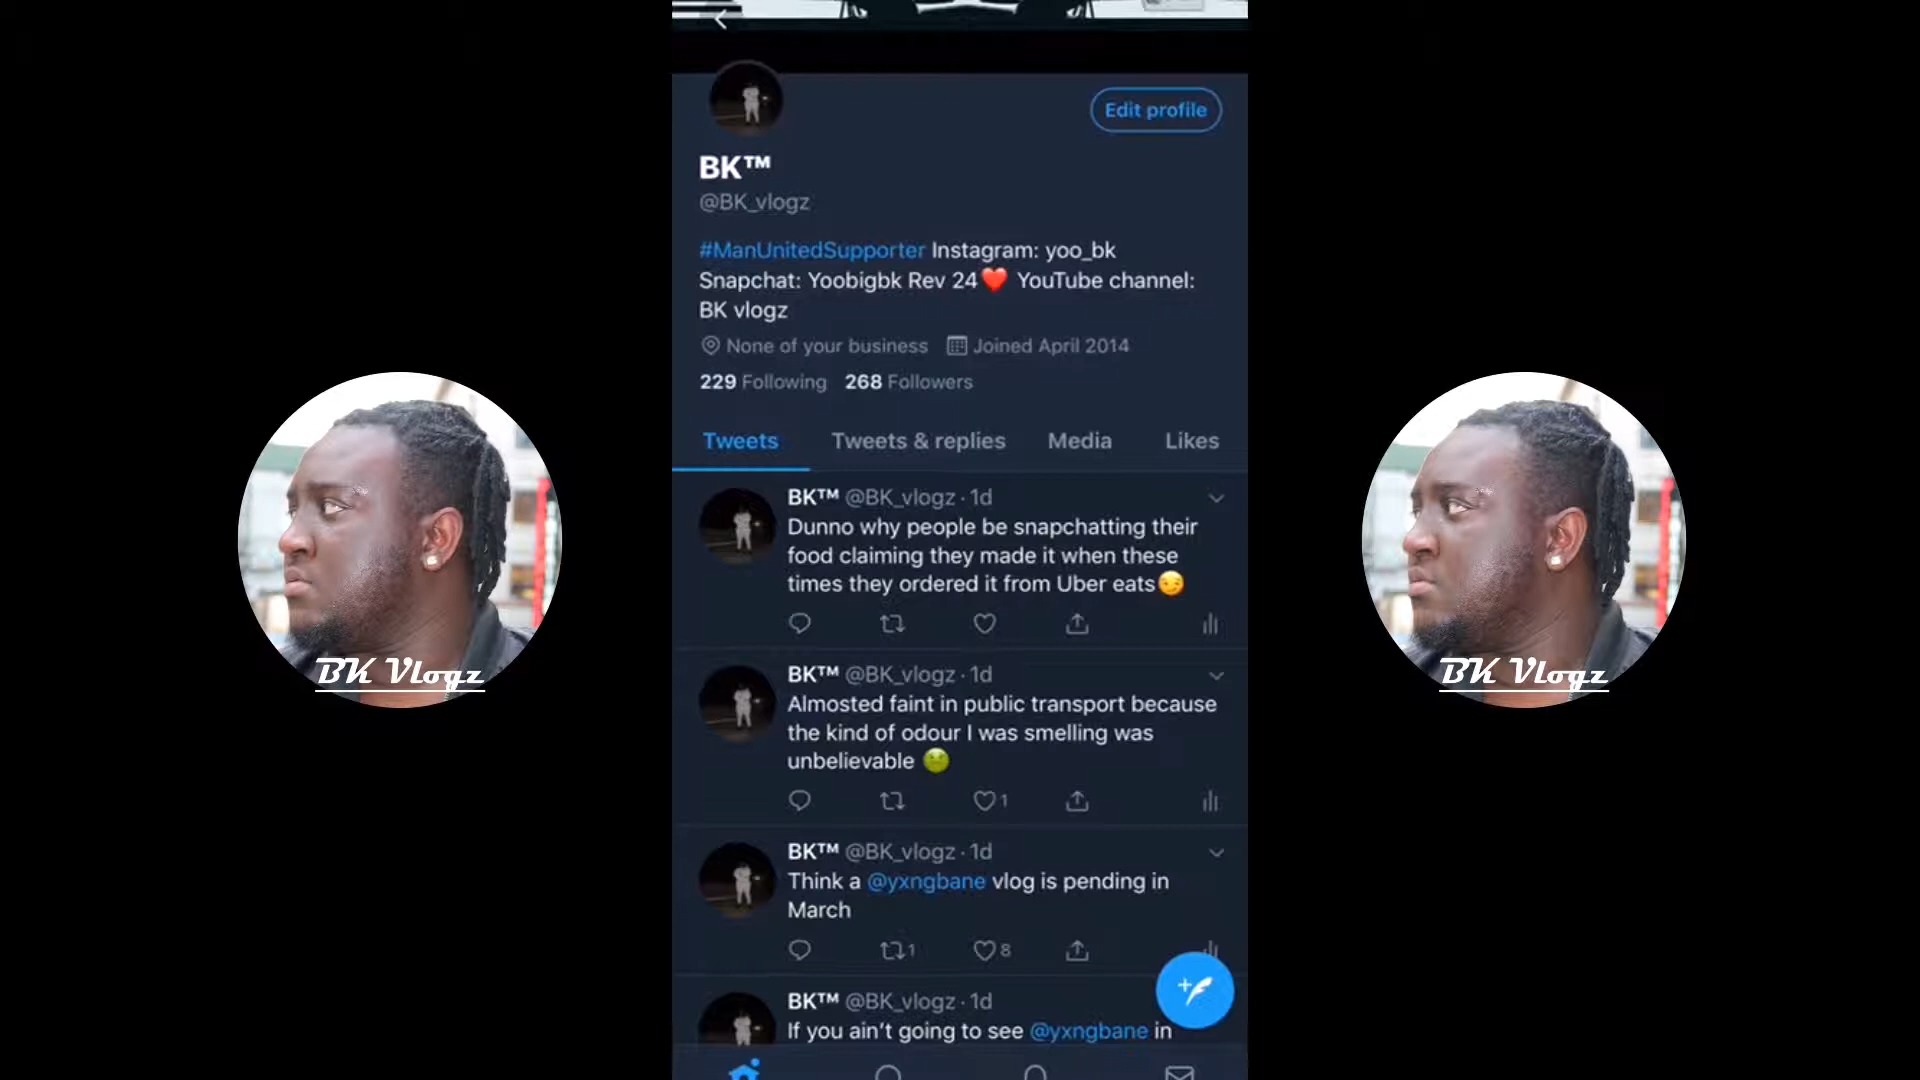 Edit profile
BK™
@BK_vlogz
#ManUnitedSupporter Instagram: yoo_bk
Snapchat: Yoobigbk Rev 24❤️ YouTube channel:
BK vlogz
None of your business Joined April 2014
229 Following 268 Followers
Tweets Tweets & replies Media Likes
BK™ @BK_vlogz · 1d
Dunno why people be snapchatting their
food claiming they made it when these
times they ordered it from Uber eats😏
BK™ @BK_vlogz · 1d
Almosted faint in public transport because
the kind of odour I was smelling was
unbelievable 🤢
1
BK™ @BK_vlogz · 1d
Think a @yxngbane vlog is pending in
March
1 8
BK™ @BK_vlogz · 1d
If you ain't going to see @yxngbane in
BK Vlogz
BK Vlogz